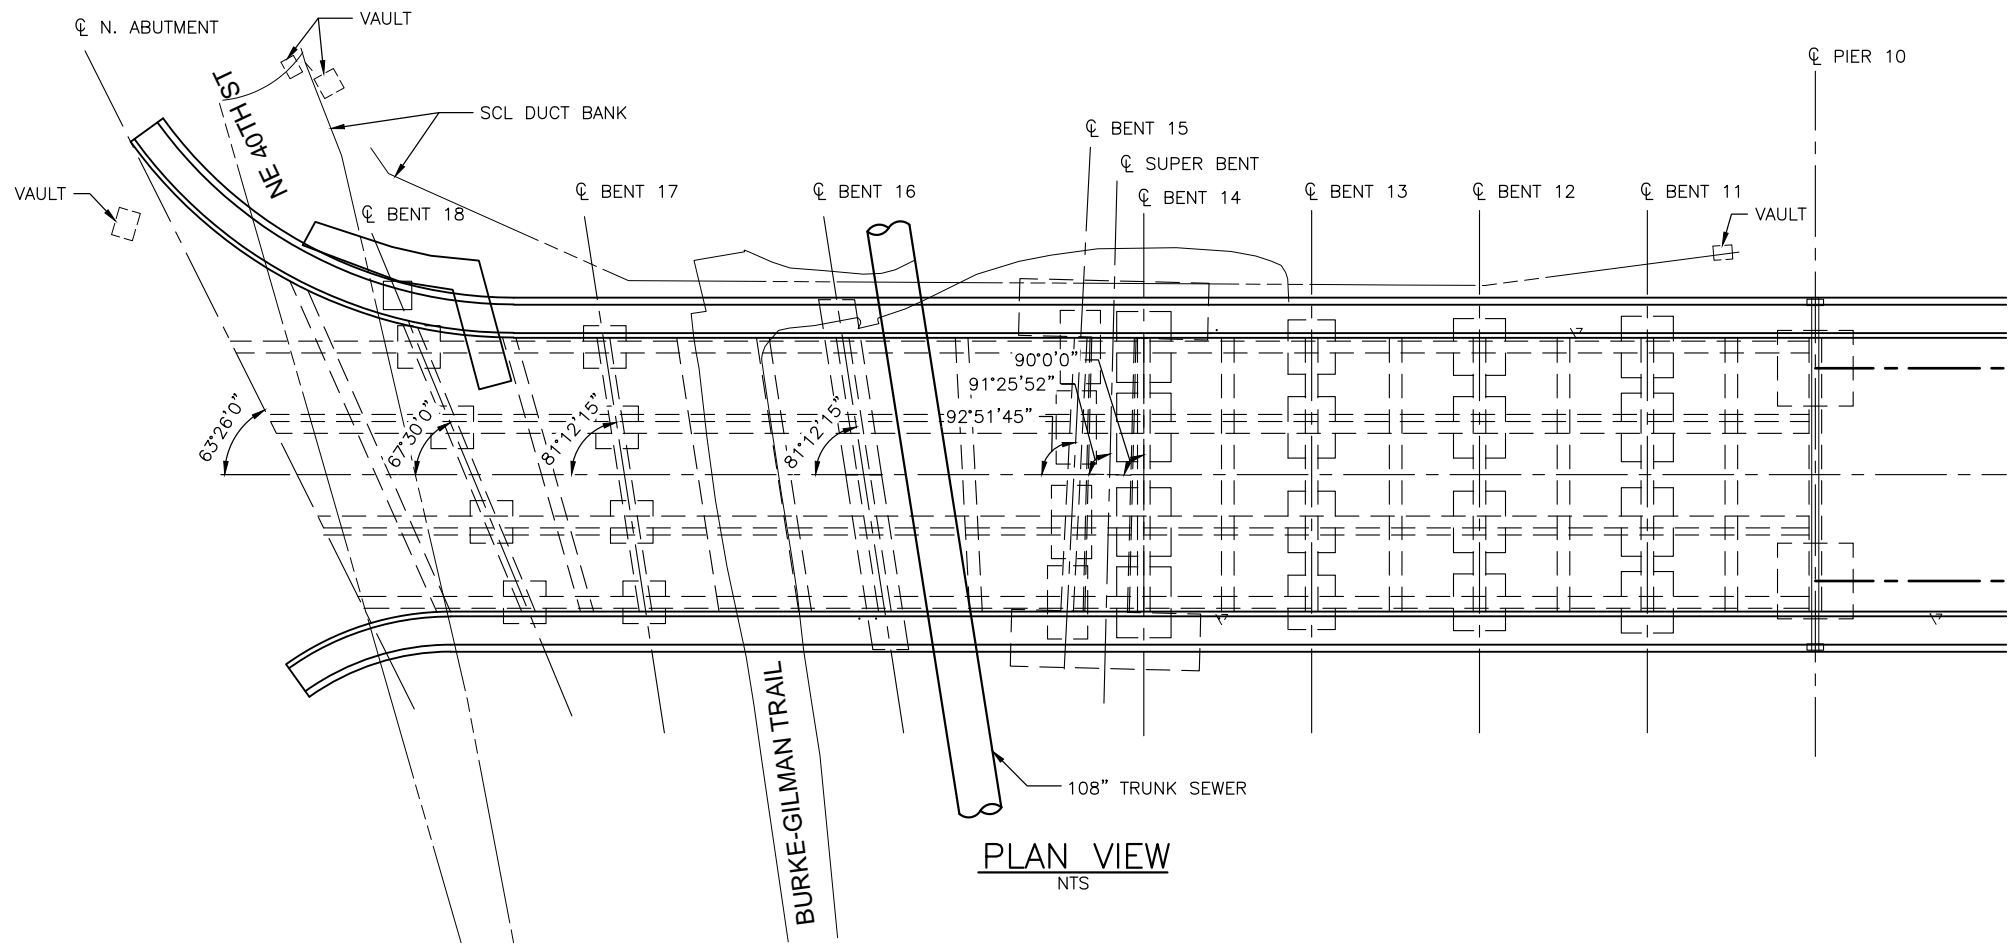 ℄ N. ABUTMENT
VAULT
NE 40TH ST
SCL DUCT BANK
℄ PIER 10
℄ BENT 15
℄ SUPER BENT
VAULT
℄ BENT 18
℄ BENT 17
℄ BENT 16
℄ BENT 14
℄ BENT 13
℄ BENT 12
℄ BENT 11
VAULT
90°0'0"
91°25'52"
92°51'45"
63°26'0"
67°30'0"
81°12'15"
81°12'15"
BURKE-GILMAN TRAIL
108" TRUNK SEWER
PLAN VIEW
NTS